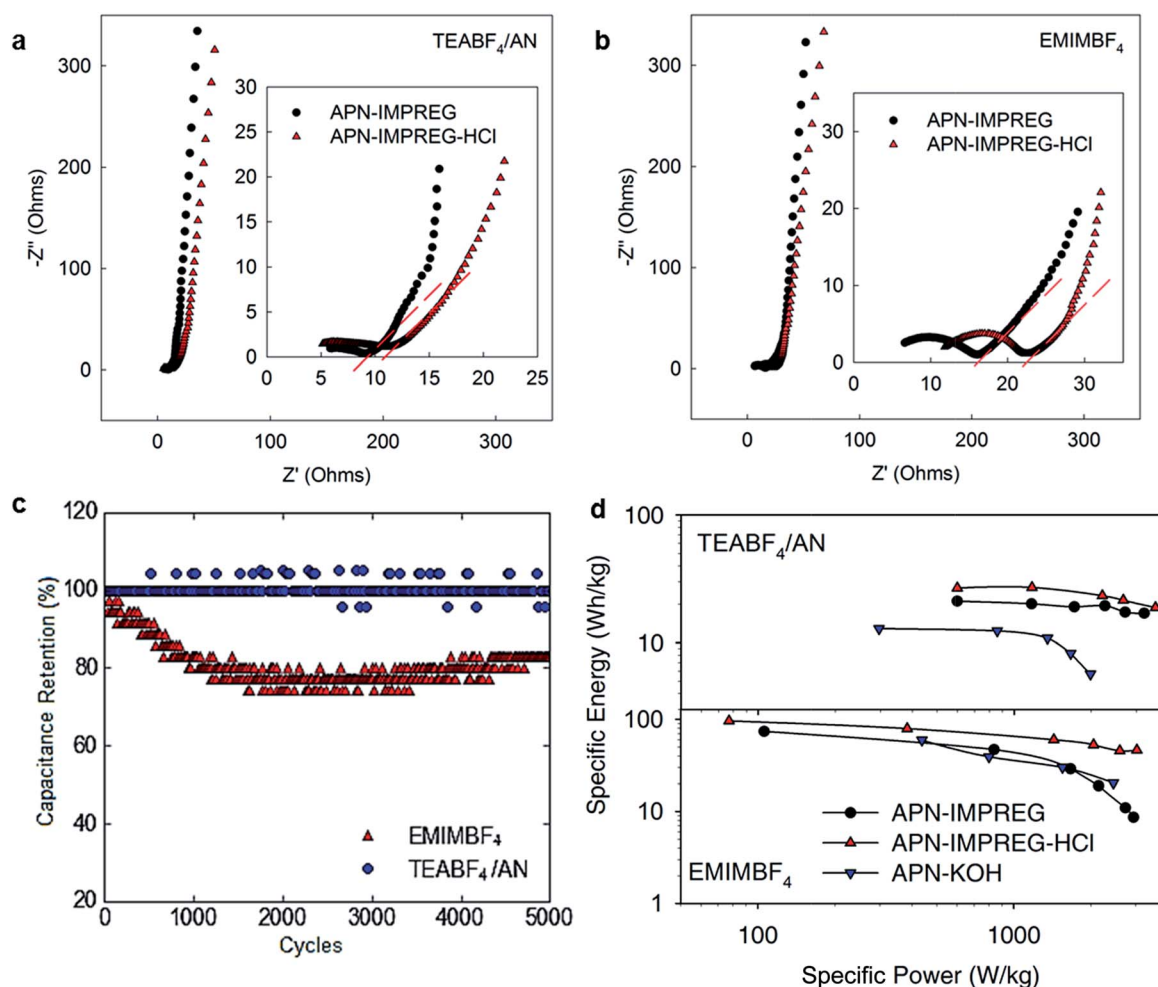 a
TEABF₄/AN
-Z'' (Ohms)
300
200
100
0
0 100 200 300
Z' (Ohms)
APN-IMPREG
APN-IMPREG-HCl
30
25
20
15
10
5
0
0 5 10 15 20 25
b
EMIMBF₄
-Z'' (Ohms)
300
200
100
0
0 100 200 300
Z' (Ohms)
APN-IMPREG
APN-IMPREG-HCl
30
20
10
0
0 10 20 30
c
Capacitance Retention (%)
120
100
80
60
40
20
0 1000 2000 3000 4000 5000
Cycles
EMIMBF₄
TEABF₄/AN
d
Specific Energy (Wh/kg)
100
10
100
10
1
TEABF₄/AN
EMIMBF₄
APN-IMPREG
APN-IMPREG-HCl
APN-KOH
100 1000
Specific Power (W/kg)